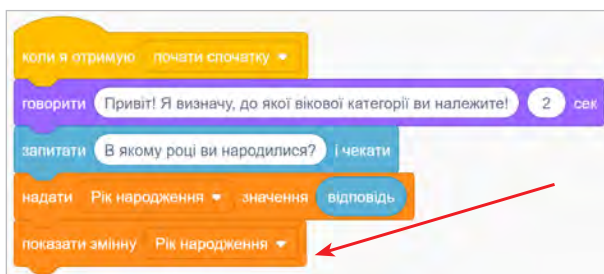 коли я отримую почати спочатку
говорити Привіт! Я визначу, до якої вікової категорії ви належите! 2 сек
запитати В якому році ви народилися? і чекати
надати Рік народження значення відповідь
показати змінну Рік народження